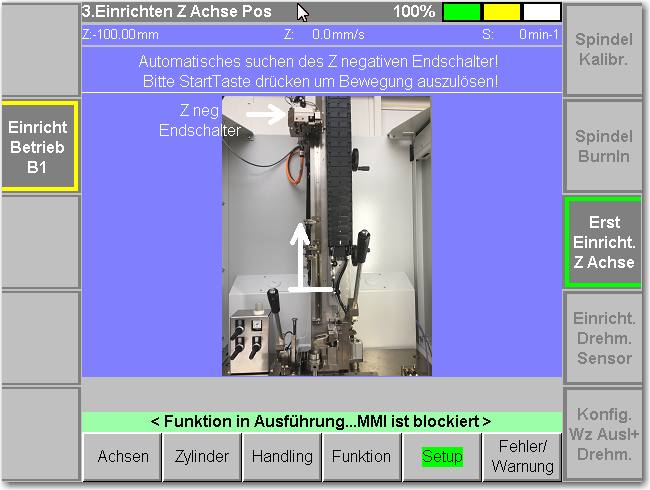 3.Einrichten Z Achse Pos 100%
Z:-100.00mm Z: 0.0mm/s S: 0min-1
Automatisches suchen des Z negativen Endschalter!
Bitte StartTaste drücken um Bewegung auszulösen!
Z neg
Endschalter
Einricht
Betrieb
B1
Spindel
Kalibr.
Spindel
BurnIn
Erst
Einricht.
Z Achse
Einricht.
Drehm.
Sensor
Konfig.
Wz Ausl+
Drehm.
< Funktion in Ausführung...MMI ist blockiert >
Achsen
Zylinder
Handling
Funktion
Setup
Fehler/
Warnung